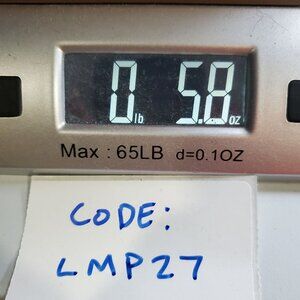 0 lb 5.8 oz
Max : 65LB d=0.1OZ
CODE:
LMP27